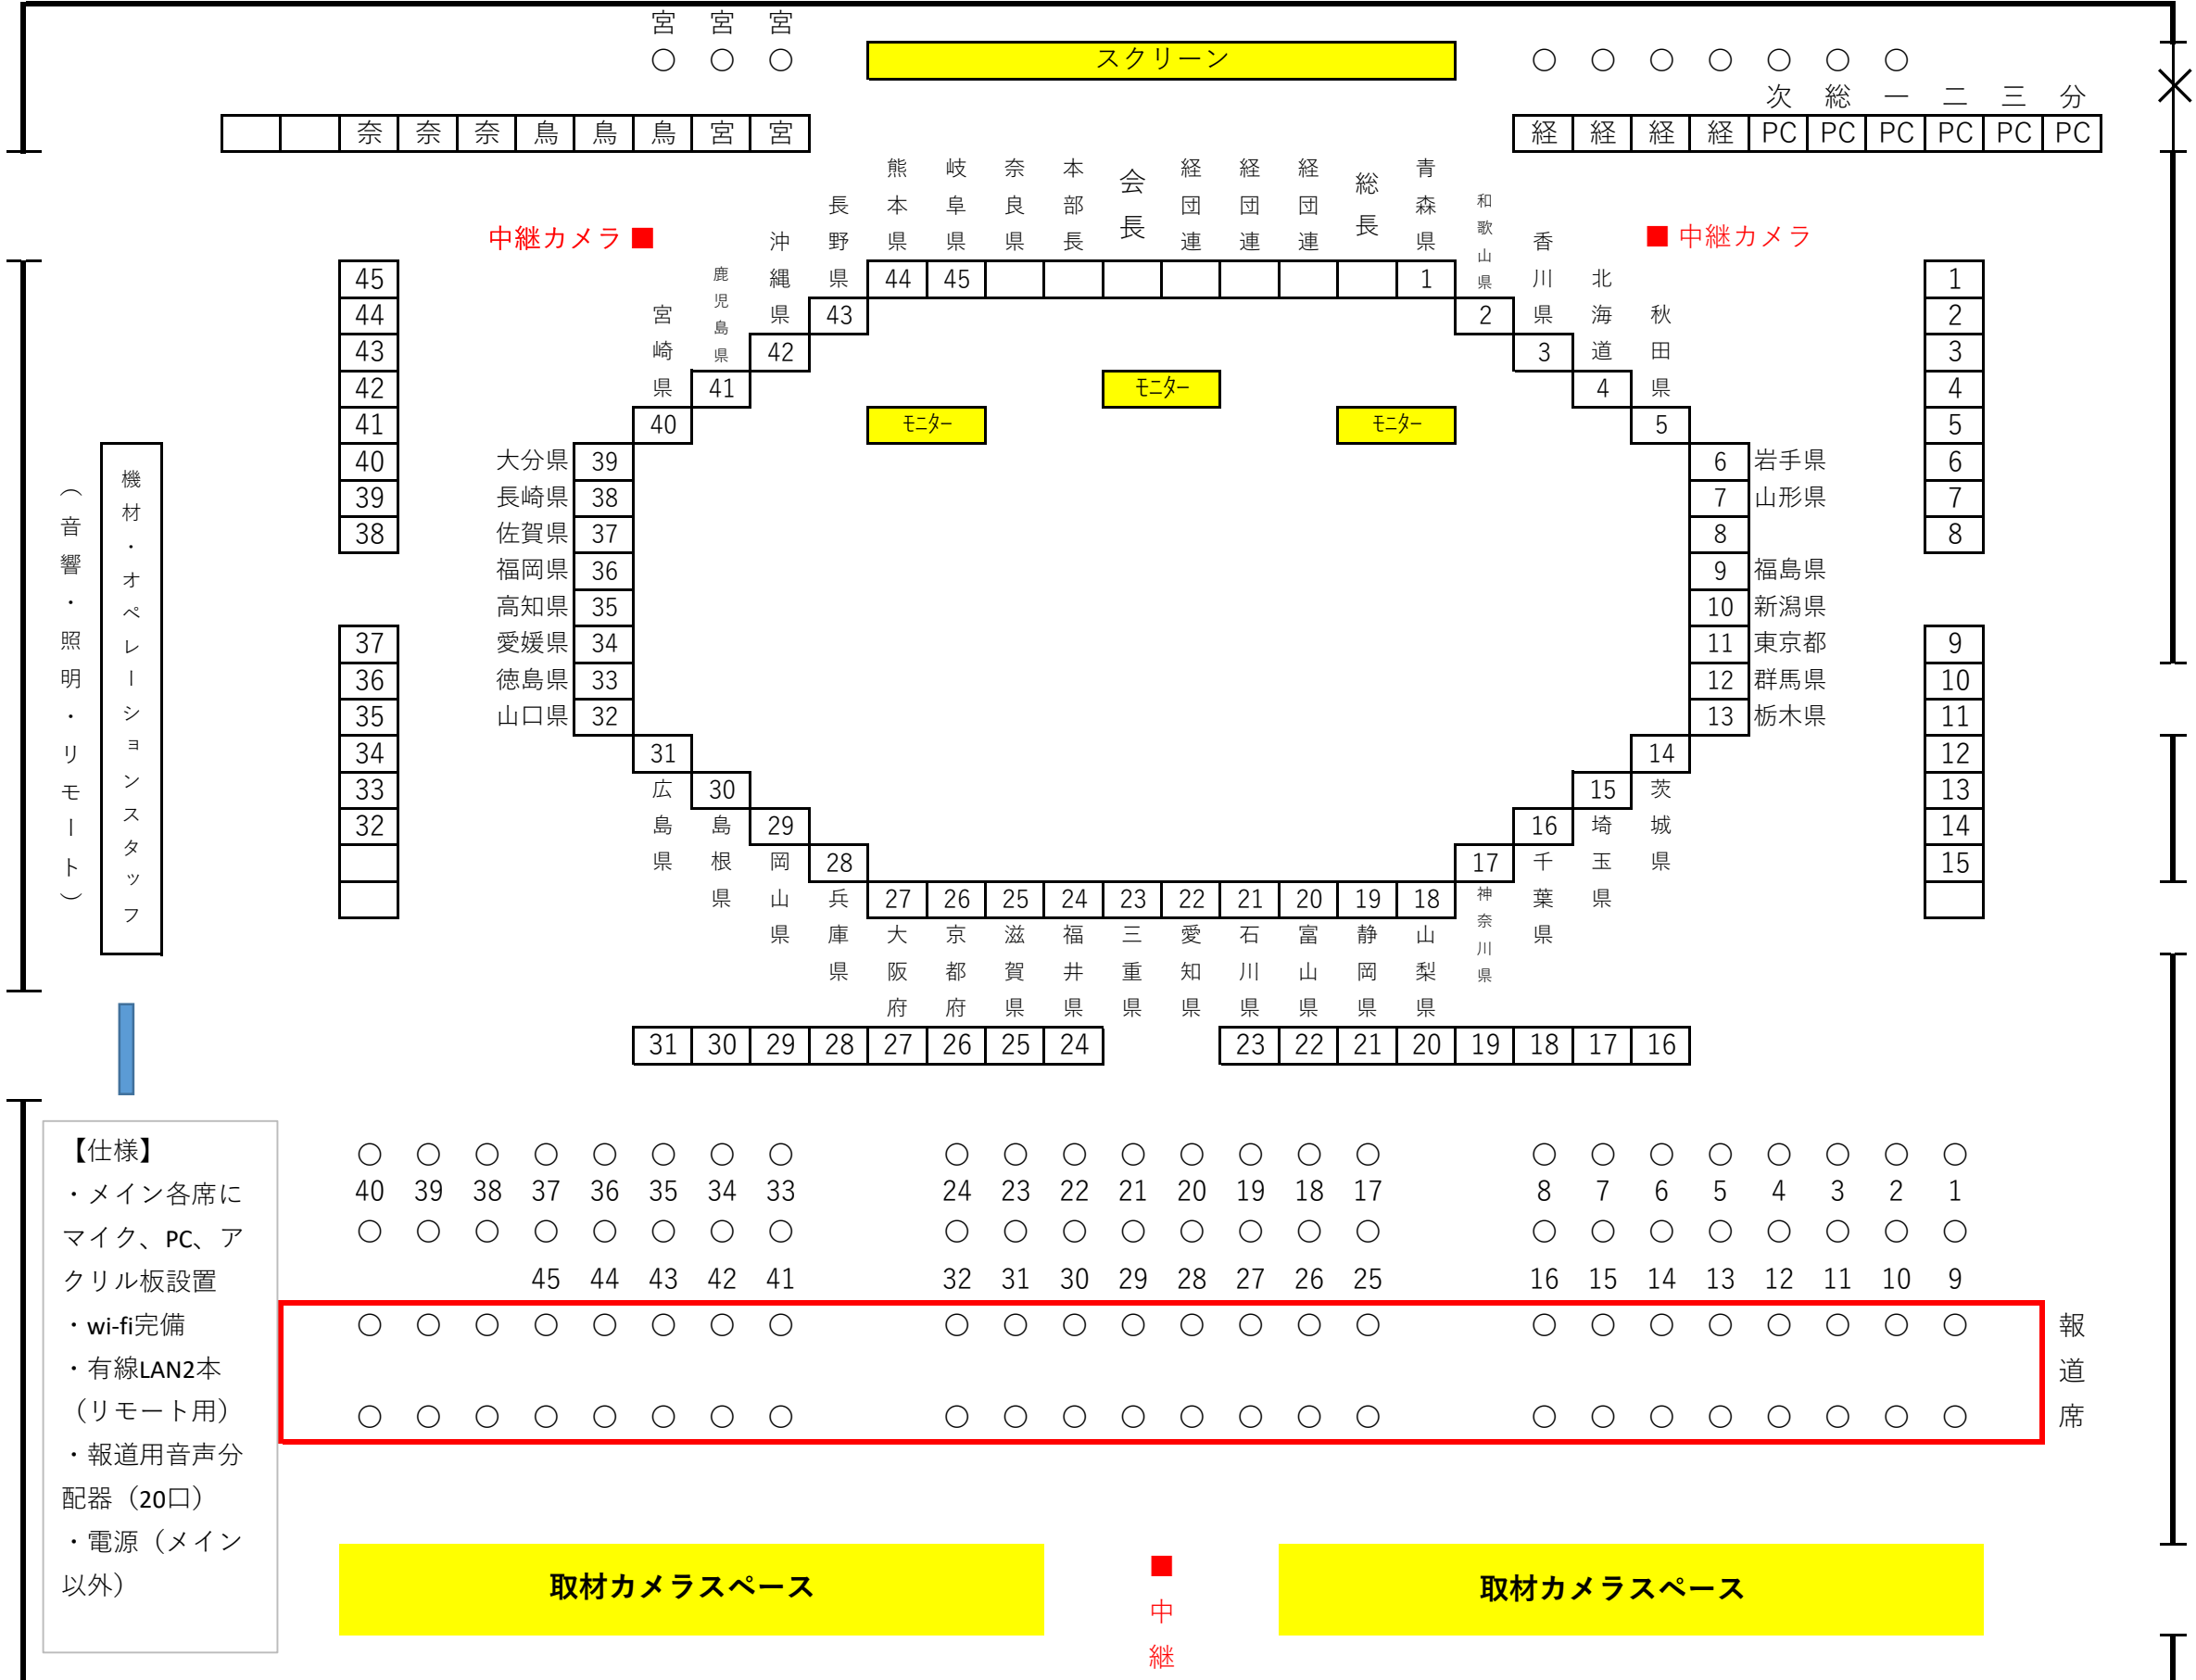 宮 宮 宮
○ ○ ○ スクリーン ○ ○ ○ ○ ○ ○ ○
次 総 一 二 三 分
奈 奈 奈 鳥 鳥 鳥 宮 宮 経 経 経 経 PC PC PC PC PC PC
熊本県 岐阜県 奈良県 本部長 会長 経団連 経団連 経団連 総長 青森県
長野県 和歌山県
中継カメラ ■ ■ 中継カメラ
沖縄県 香川県
鹿児島県 北海道
宮崎県 秋田県
44 45 1
43 2
42 3
41 4
40 5
モニター
モニター モニター
45
44
43
42
41
40
39
38
1
2
3
4
5
6
7
8
大分県 39 6 岩手県
長崎県 38 7 山形県
佐賀県 37 8
福岡県 36 9 福島県
高知県 35 10 新潟県
愛媛県 34 11 東京都
徳島県 33 12 群馬県
山口県 32 13 栃木県
37
36
35
34
33
32
9
10
11
12
13
14
15
機材・オペレーションスタッフ
（音響・照明・リモート）
31 14
30 15
29 16
28 17
27 26 25 24 23 22 21 20 19 18
広島県 島根県 岡山県 兵庫県 大阪府 京都府 滋賀県 福井県 三重県 愛知県 石川県 富山県 静岡県 山梨県 神奈川県 千葉県 埼玉県 茨城県
31 30 29 28 27 26 25 24 23 22 21 20 19 18 17 16
【仕様】
・メイン各席に
マイク、PC、ア
クリル板設置
・wi-fi完備
・有線LAN2本
（リモート用）
・報道用音声分
配器（20口）
・電源（メイン
以外）
○ ○ ○ ○ ○ ○ ○ ○ ○ ○ ○ ○ ○ ○ ○ ○ ○ ○ ○ ○ ○ ○ ○ ○
40 39 38 37 36 35 34 33 24 23 22 21 20 19 18 17 8 7 6 5 4 3 2 1
○ ○ ○ ○ ○ ○ ○ ○ ○ ○ ○ ○ ○ ○ ○ ○ ○ ○ ○ ○ ○ ○ ○ ○
45 44 43 42 41 32 31 30 29 28 27 26 25 16 15 14 13 12 11 10 9
○ ○ ○ ○ ○ ○ ○ ○ ○ ○ ○ ○ ○ ○ ○ ○ ○ ○ ○ ○ ○ ○ ○ ○
○ ○ ○ ○ ○ ○ ○ ○ ○ ○ ○ ○ ○ ○ ○ ○ ○ ○ ○ ○ ○ ○ ○ ○
報道席
取材カメラスペース ■ 取材カメラスペース
中継